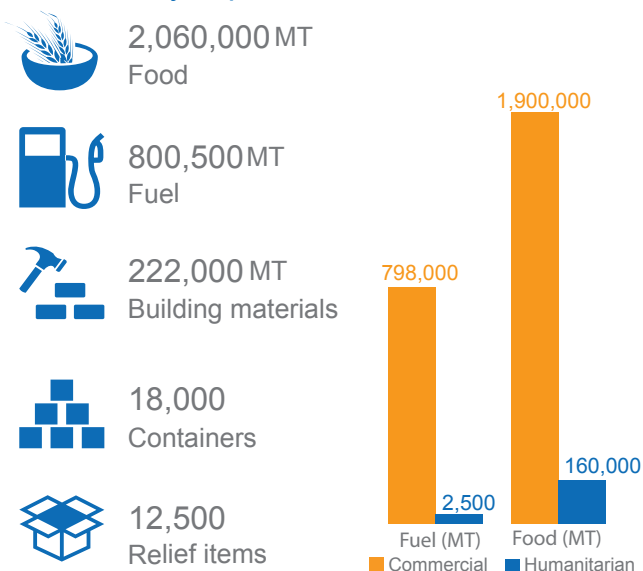 2,060,000 MT
Food
800,500 MT
Fuel
222,000 MT
Building materials
18,000
Containers
12,500
Relief items
1,900,000
798,000
160,000
2,500
Fuel (MT)
Food (MT)
Commercial
Humanitarian